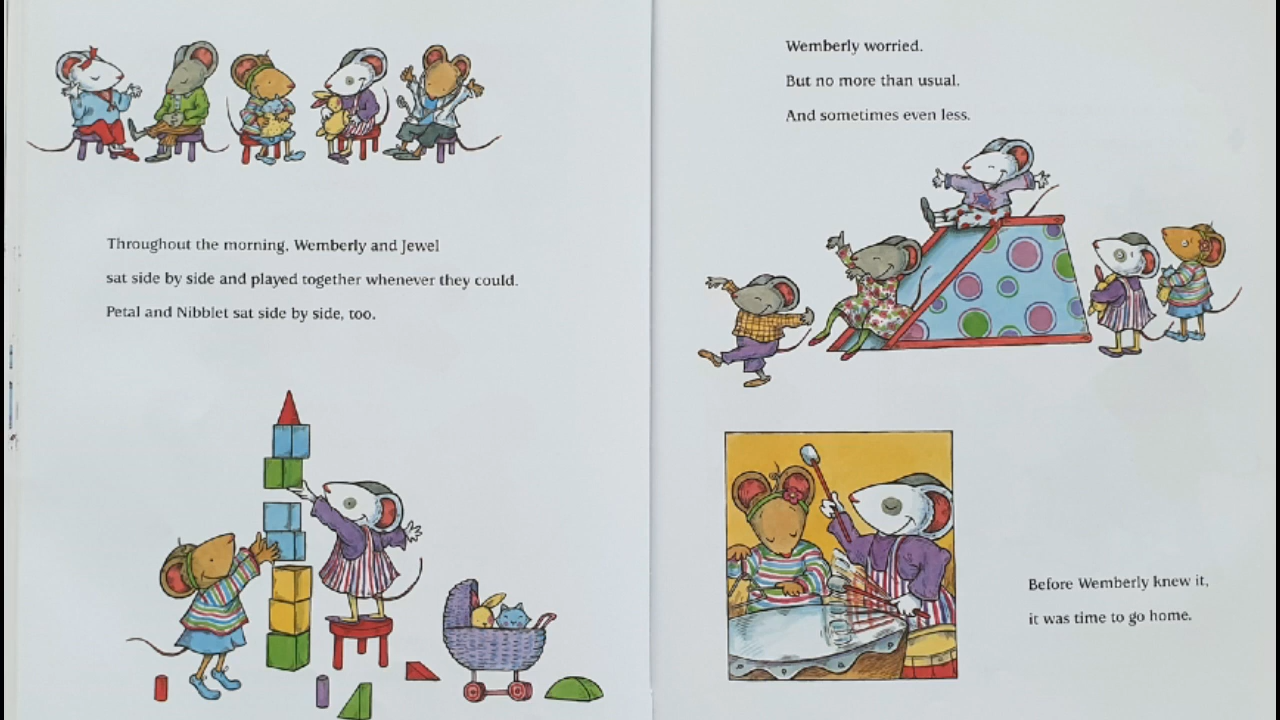 Throughout the morning, Wemberly and Jewel
sat side by side and played together whenever they could.
Petal and Nibblet sat side by side, too.
Wemberly worried.
But no more than usual.
And sometimes even less.
Before Wemberly knew it,
it was time to go home.